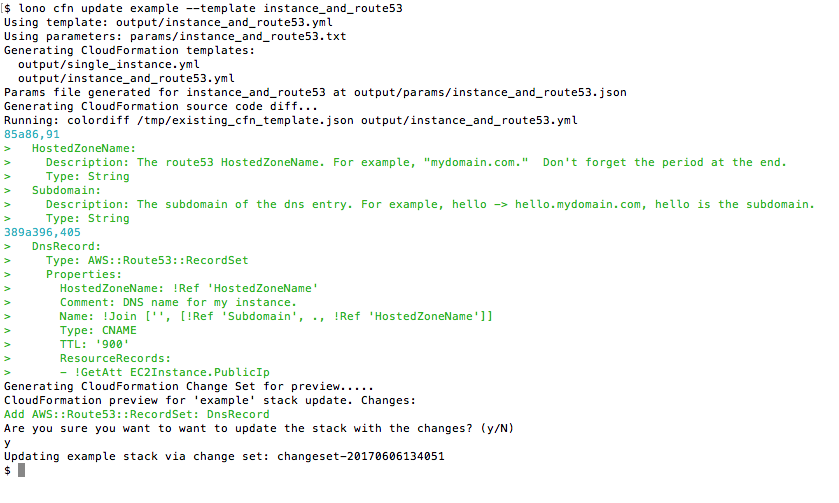 $ lono cfn update example --template instance_and_route53
Using template: output/instance_and_route53.yml
Using parameters: params/instance_and_route53.txt
Generating CloudFormation templates:
  output/single_instance.yml
  output/instance_and_route53.yml
Params file generated for instance_and_route53 at output/params/instance_and_route53.json
Generating CloudFormation source code diff...
Running: colordiff /tmp/existing_cfn_template.json output/instance_and_route53.yml
85a86,91
>   HostedZoneName:
>     Description: The route53 HostedZoneName. For example, "mydomain.com."  Don't forget the period at the end.
>     Type: String
>   Subdomain:
>     Description: The subdomain of the dns entry. For example, hello -> hello.mydomain.com, hello is the subdomain.
>     Type: String
389a396,405
>   DnsRecord:
>     Type: AWS::Route53::RecordSet
>     Properties:
>       HostedZoneName: !Ref 'HostedZoneName'
>       Comment: DNS name for my instance.
>       Name: !Join ['', [!Ref 'Subdomain', ., !Ref 'HostedZoneName']]
>       Type: CNAME
>       TTL: '900'
>       ResourceRecords:
>       - !GetAtt EC2Instance.PublicIp
Generating CloudFormation Change Set for preview.....
CloudFormation preview for 'example' stack update. Changes:
Add AWS::Route53::RecordSet: DnsRecord
Are you sure you want to want to update the stack with the changes? (y/N)
y
Updating example stack via change set: changeset-20170606134051
$